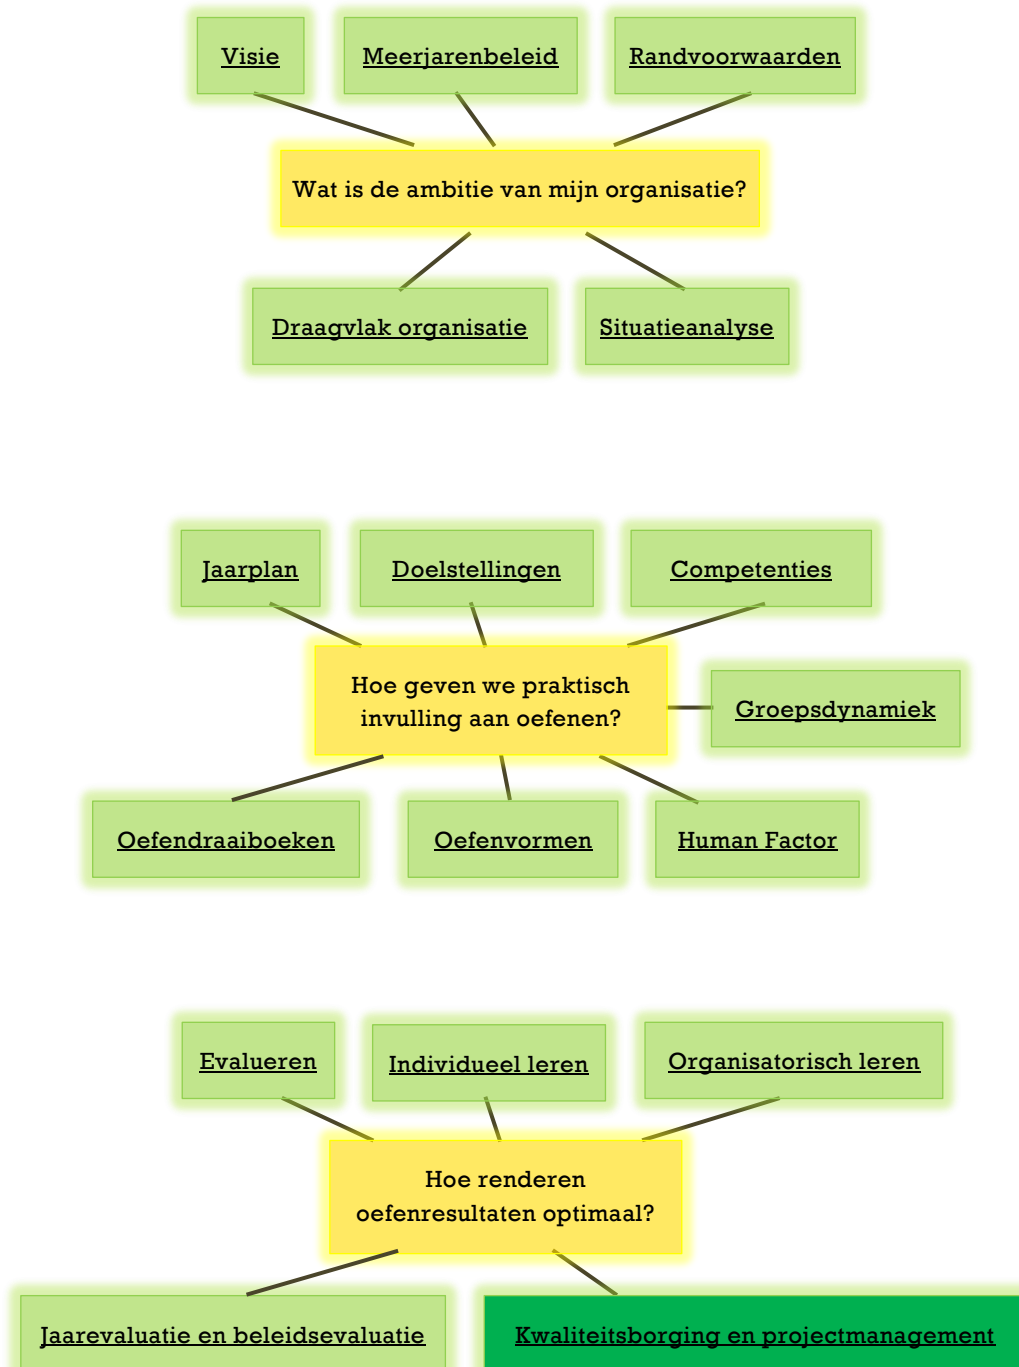 Visie
Meerjarenbeleid
Randvoorwaarden
Wat is de ambitie van mijn organisatie?
Draagvlak organisatie
Situatieanalyse
Jaarplan
Doelstellingen
Competenties
Hoe geven we praktisch
invulling aan oefenen?
Groepsdynamiek
Oefendraaiboeken
Oefenvormen
Human Factor
Evalueren
Individueel leren
Organisatorisch leren
Hoe renderen
oefenresultaten optimaal?
Jaarevaluatie en beleidsevaluatie
Kwaliteitsborging en projectmanagement